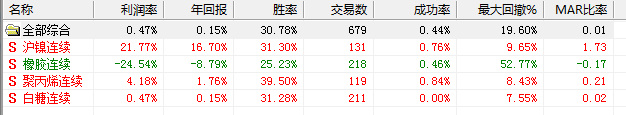 名称 利润率 年回报 胜率 交易数 成功率 最大回撤% MAR比率
全部综合 0.47% 0.15% 30.78% 679 0.44% 19.60% 0.01
S 沪镍连续 21.77% 16.70% 31.30% 131 0.76% 9.65% 1.73
S 橡胶连续 -24.54% -8.79% 25.23% 218 0.46% 52.77% -0.17
S 聚丙烯连续 4.18% 1.76% 39.50% 119 0.84% 8.43% 0.21
S 白糖连续 0.47% 0.15% 31.28% 211 0.00% 7.55% 0.02